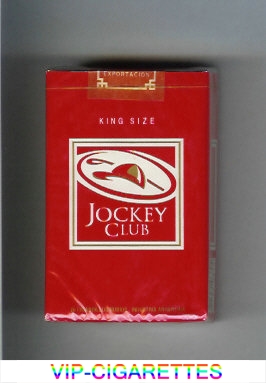 EXPORTACION
KING SIZE
JOCKEY
CLUB
VIP-CIGARETTES